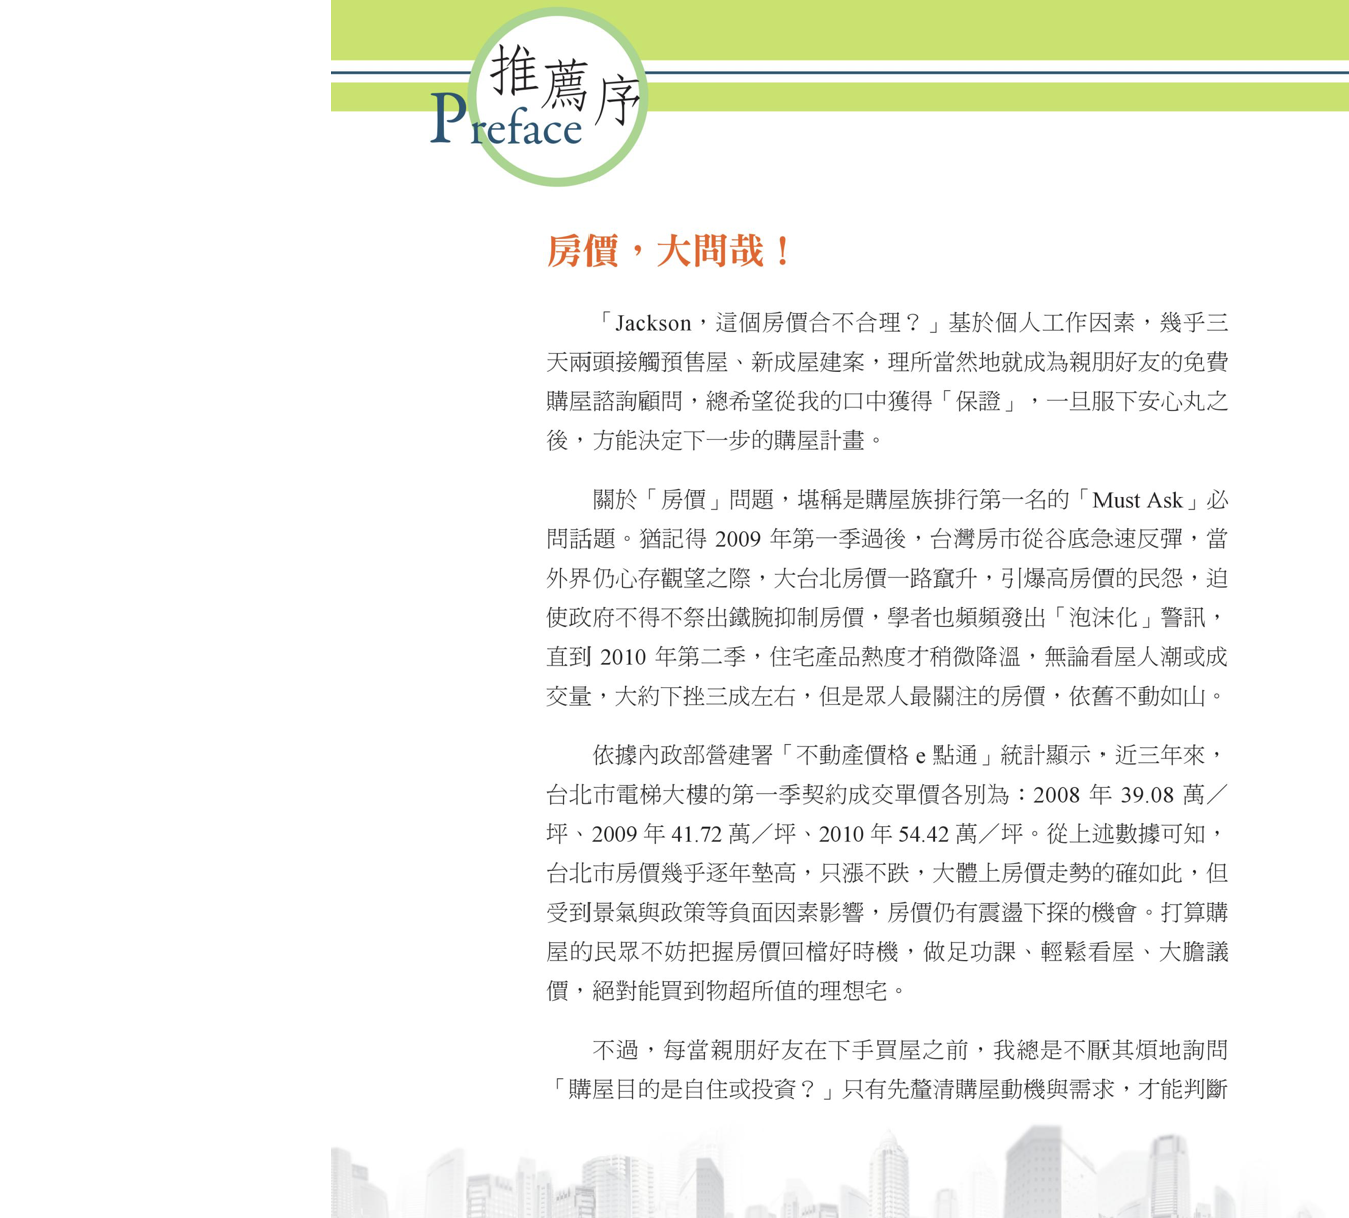 推薦序
Preface
房價，大問哉！
「Jackson，這個房價合不合理？」基於個人工作因素，幾乎三
天兩頭接觸預售屋、新成屋建案，理所當然地就成為親朋好友的免費
購屋諮詢顧問，總希望從我的口中獲得「保證」，一旦服下安心丸之
後，方能決定下一步的購屋計畫。
關於「房價」問題，堪稱是購屋族排行第一名的「Must Ask」必
問話題。猶記得 2009 年第一季過後，台灣房市從谷底急速反彈，當
外界仍心存觀望之際，大台北房價一路竄升，引爆高房價的民怨，迫
使政府不得不祭出鐵腕抑制房價，學者也頻頻發出「泡沫化」警訊，
直到 2010 年第二季，住宅產品熱度才稍微降溫，無論看屋人潮或成
交量，大約下挫三成左右，但是眾人最關注的房價，依舊不動如山。
依據內政部營建署「不動產價格 e 點通」統計顯示，近三年來，
台北市電梯大樓的第一季契約成交單價各別為：2008 年 39.08 萬／
坪、2009 年 41.72 萬／坪、2010 年 54.42 萬／坪。從上述數據可知，
台北市房價幾乎逐年墊高，只漲不跌，大體上房價走勢的確如此，但
受到景氣與政策等負面因素影響，房價仍有震盪下探的機會。打算購
屋的民眾不妨把握房價回檔好時機，做足功課、輕鬆看屋、大膽議
價，絕對能買到物超所值的理想宅。
不過，每當親朋好友在下手買屋之前，我總是不厭其煩地詢問
「購屋目的是自住或投資？」只有先釐清購屋動機與需求，才能判斷